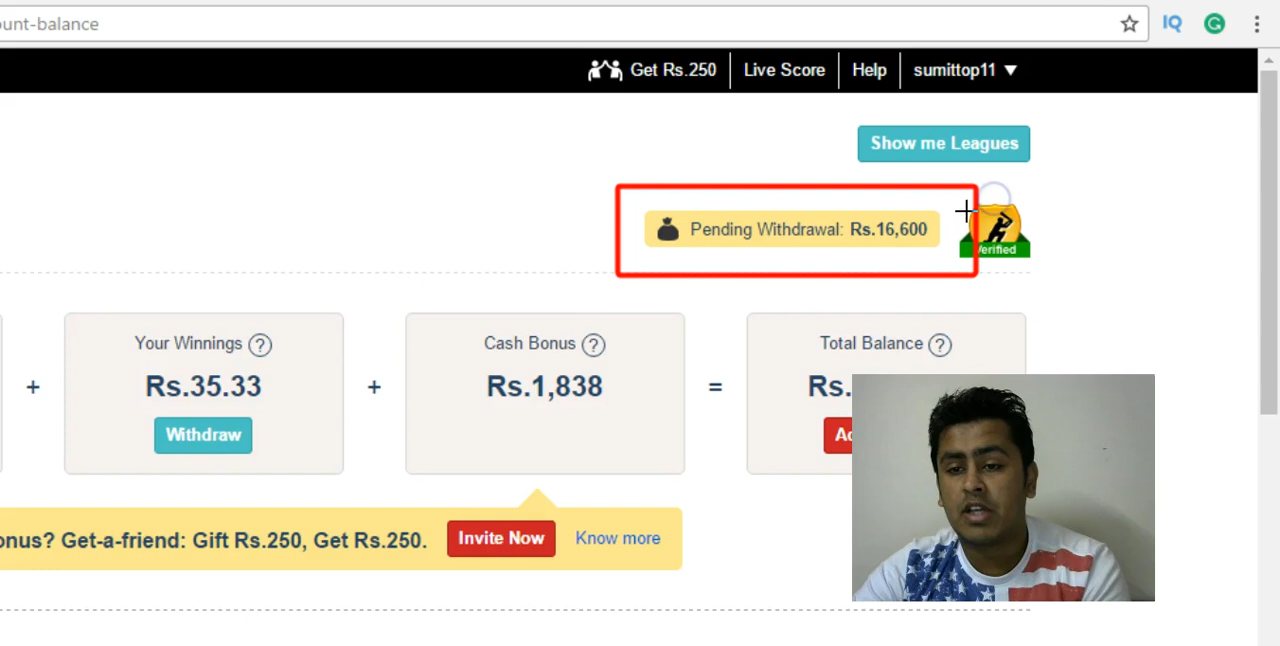 ount-balance
IQ
G
Get Rs.250
Live Score
Help
sumittop11
Show me Leagues
Pending Withdrawal: Rs.16,600
Verified
+
Your Winnings ?
Rs.35.33
Withdraw
+
Cash Bonus ?
Rs.1,838
=
Total Balance ?
Rs.
Ad
onus? Get-a-friend: Gift Rs.250, Get Rs.250.
Invite Now
Know more